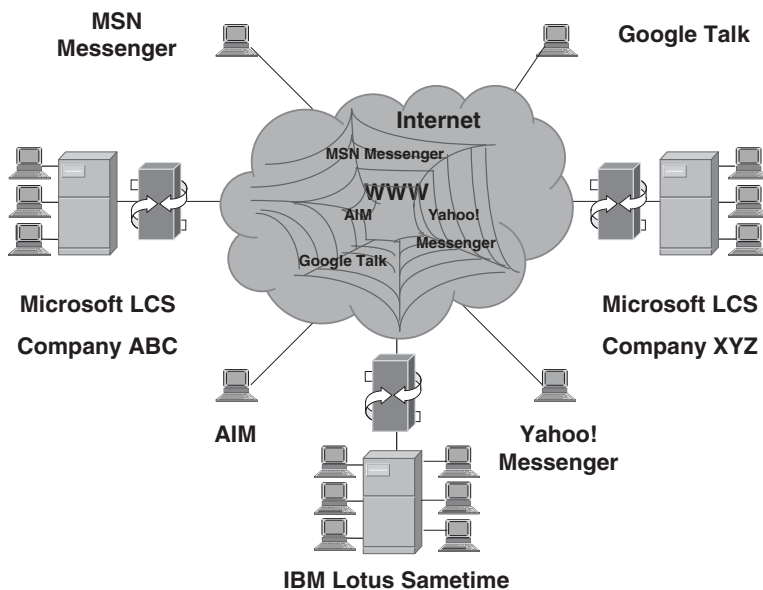 MSN
Messenger
Google Talk
Internet
MSN Messenger
WWW
AIM
Yahoo!
Messenger
Google Talk
Microsoft LCS
Company ABC
Microsoft LCS
Company XYZ
AIM
Yahoo!
Messenger
IBM Lotus Sametime